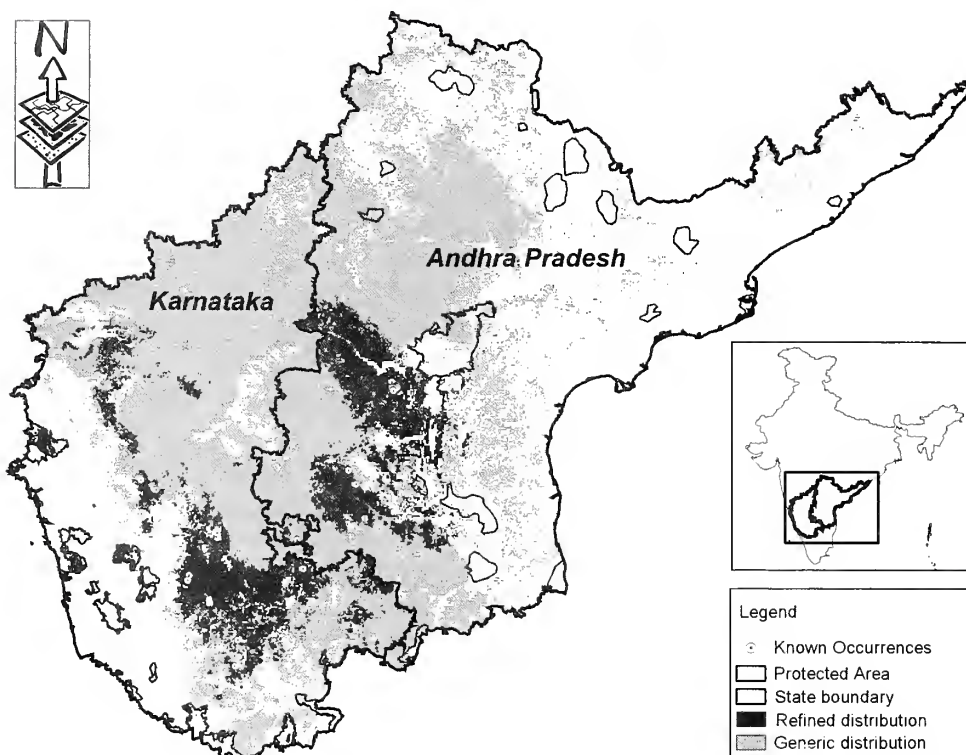 N
Andhra Pradesh
Karnataka
Legend
Known Occurrences
Protected Area
State boundary
Refined distribution
Generic distribution